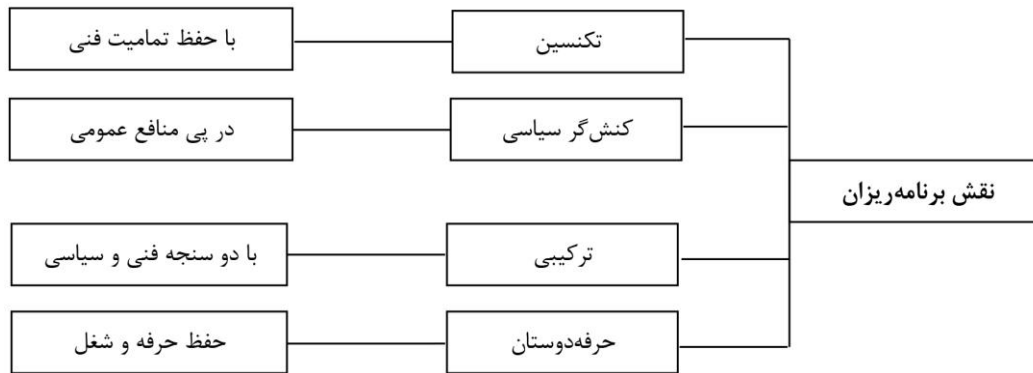 نقش برنامه‌ریزان
تکنسین
با حفظ تمامیت فنی
کنش‌گر سیاسی
در پی منافع عمومی
ترکیبی
با دو سنجه فنی و سیاسی
حرفه‌دوستان
حفظ حرفه و شغل